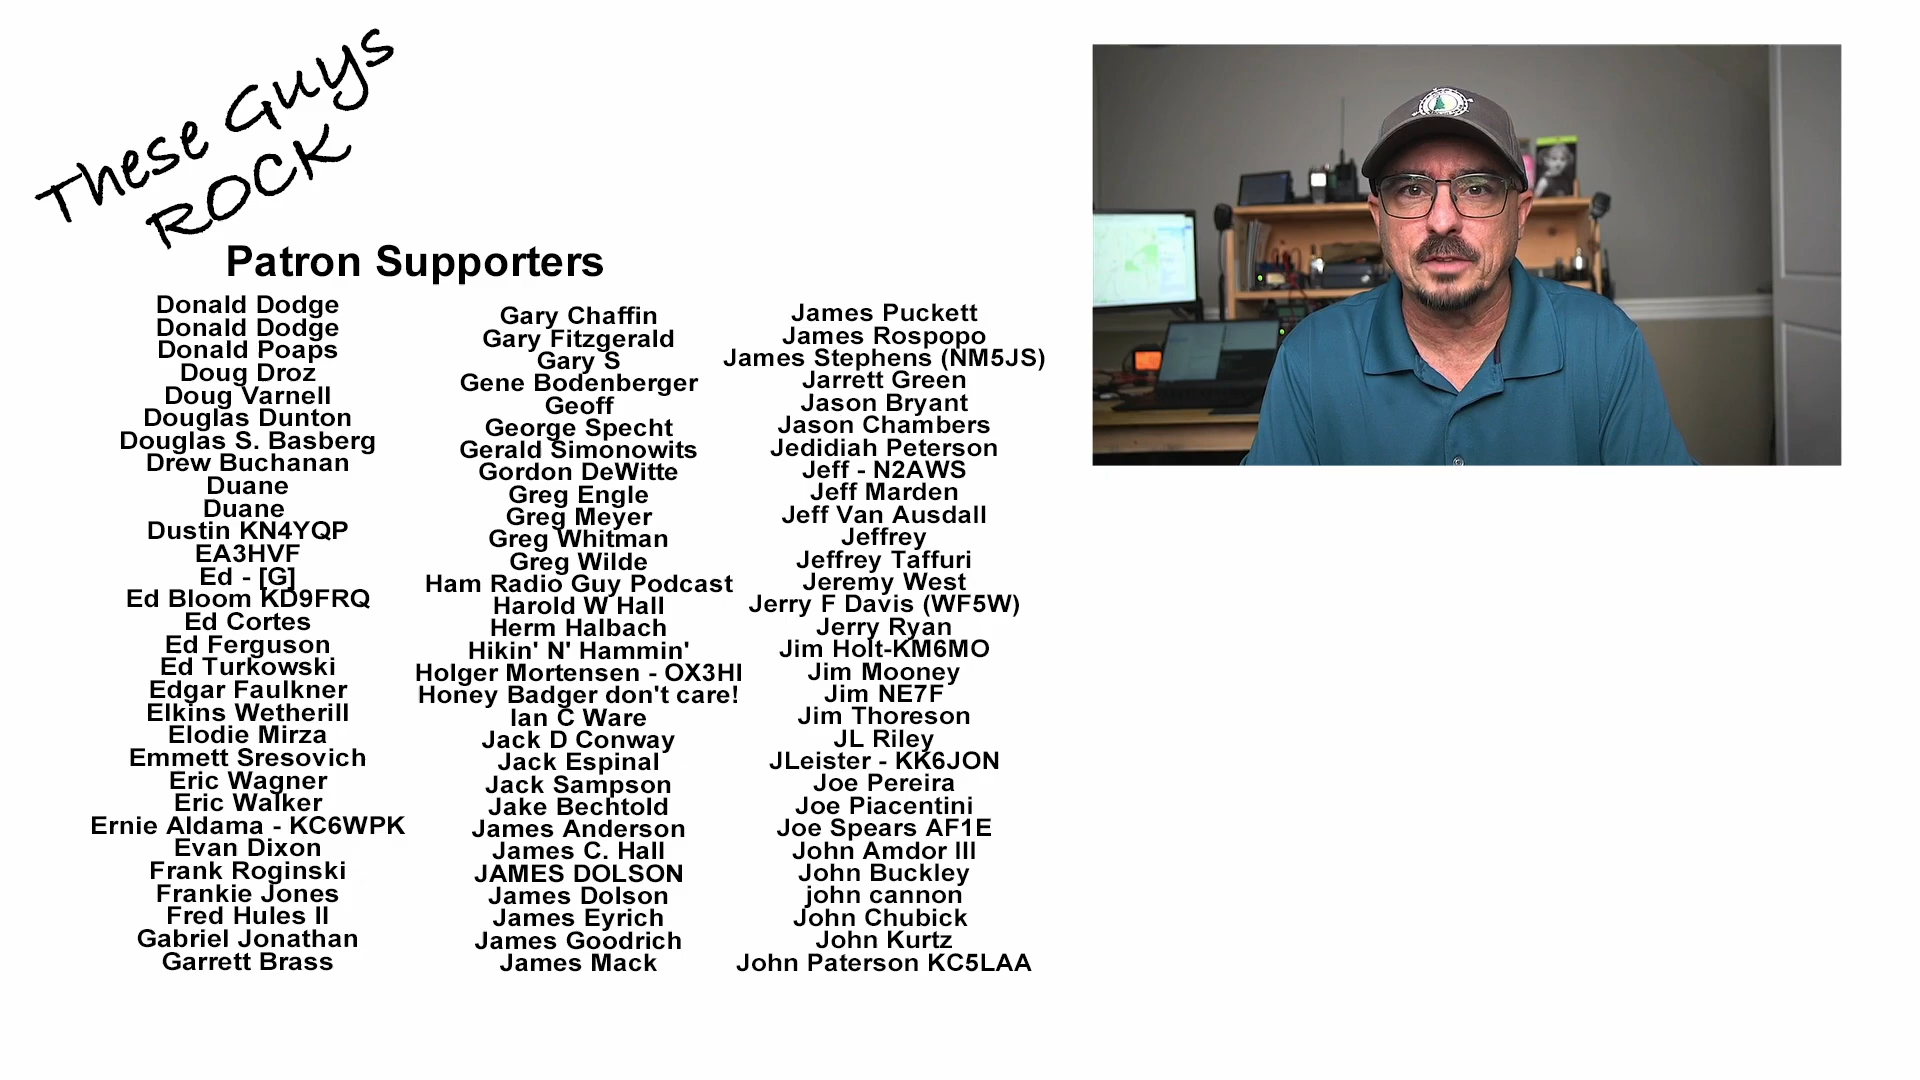 These Guys
ROCK
Patron Supporters
Donald Dodge
Donald Dodge
Donald Poaps
Doug Droz
Doug Varnell
Douglas Dunton
Douglas S. Basberg
Drew Buchanan
Duane
Duane
Dustin KN4YQP
EA3HVF
Ed - [G]
Ed Bloom KD9FRQ
Ed Cortes
Ed Ferguson
Ed Turkowski
Edgar Faulkner
Elkins Wetherill
Elodie Mirza
Emmett Sresovich
Eric Wagner
Eric Walker
Ernie Aldama - KC6WPK
Evan Dixon
Frank Roginski
Frankie Jones
Fred Hules II
Gabriel Jonathan
Garrett Brass
Gary Chaffin
Gary Fitzgerald
Gary S
Gene Bodenberger
Geoff
George Specht
Gerald Simonowits
Gordon DeWitte
Greg Engle
Greg Meyer
Greg Whitman
Greg Wilde
Ham Radio Guy Podcast
Harold W Hall
Herm Halbach
Hikin' N' Hammin'
Holger Mortensen - OX3HI
Honey Badger don't care!
Ian C Ware
Jack D Conway
Jack Espinal
Jack Sampson
Jake Bechtold
James Anderson
James C. Hall
JAMES DOLSON
James Dolson
James Eyrich
James Goodrich
James Mack
James Puckett
James Rospopo
James Stephens (NM5JS)
Jarrett Green
Jason Bryant
Jason Chambers
Jedidiah Peterson
Jeff - N2AWS
Jeff Marden
Jeff Van Ausdall
Jeffrey
Jeffrey Taffuri
Jeremy West
Jerry F Davis (WF5W)
Jerry Ryan
Jim Holt-KM6MO
Jim Mooney
Jim NE7F
Jim Thoreson
JL Riley
JLeister - KK6JON
Joe Pereira
Joe Piacentini
Joe Spears AF1E
John Amdor III
John Buckley
john cannon
John Chubick
John Kurtz
John Paterson KC5LAA